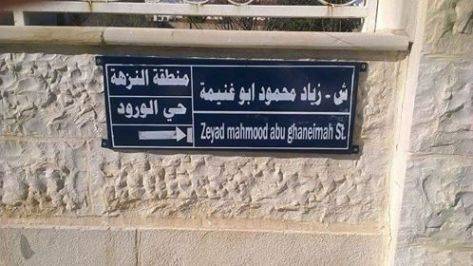 ش - زياد محمود ابو غنيمة
Zeyad mahmood abu ghaneimah St.
منطقة النزهة
حي الورود